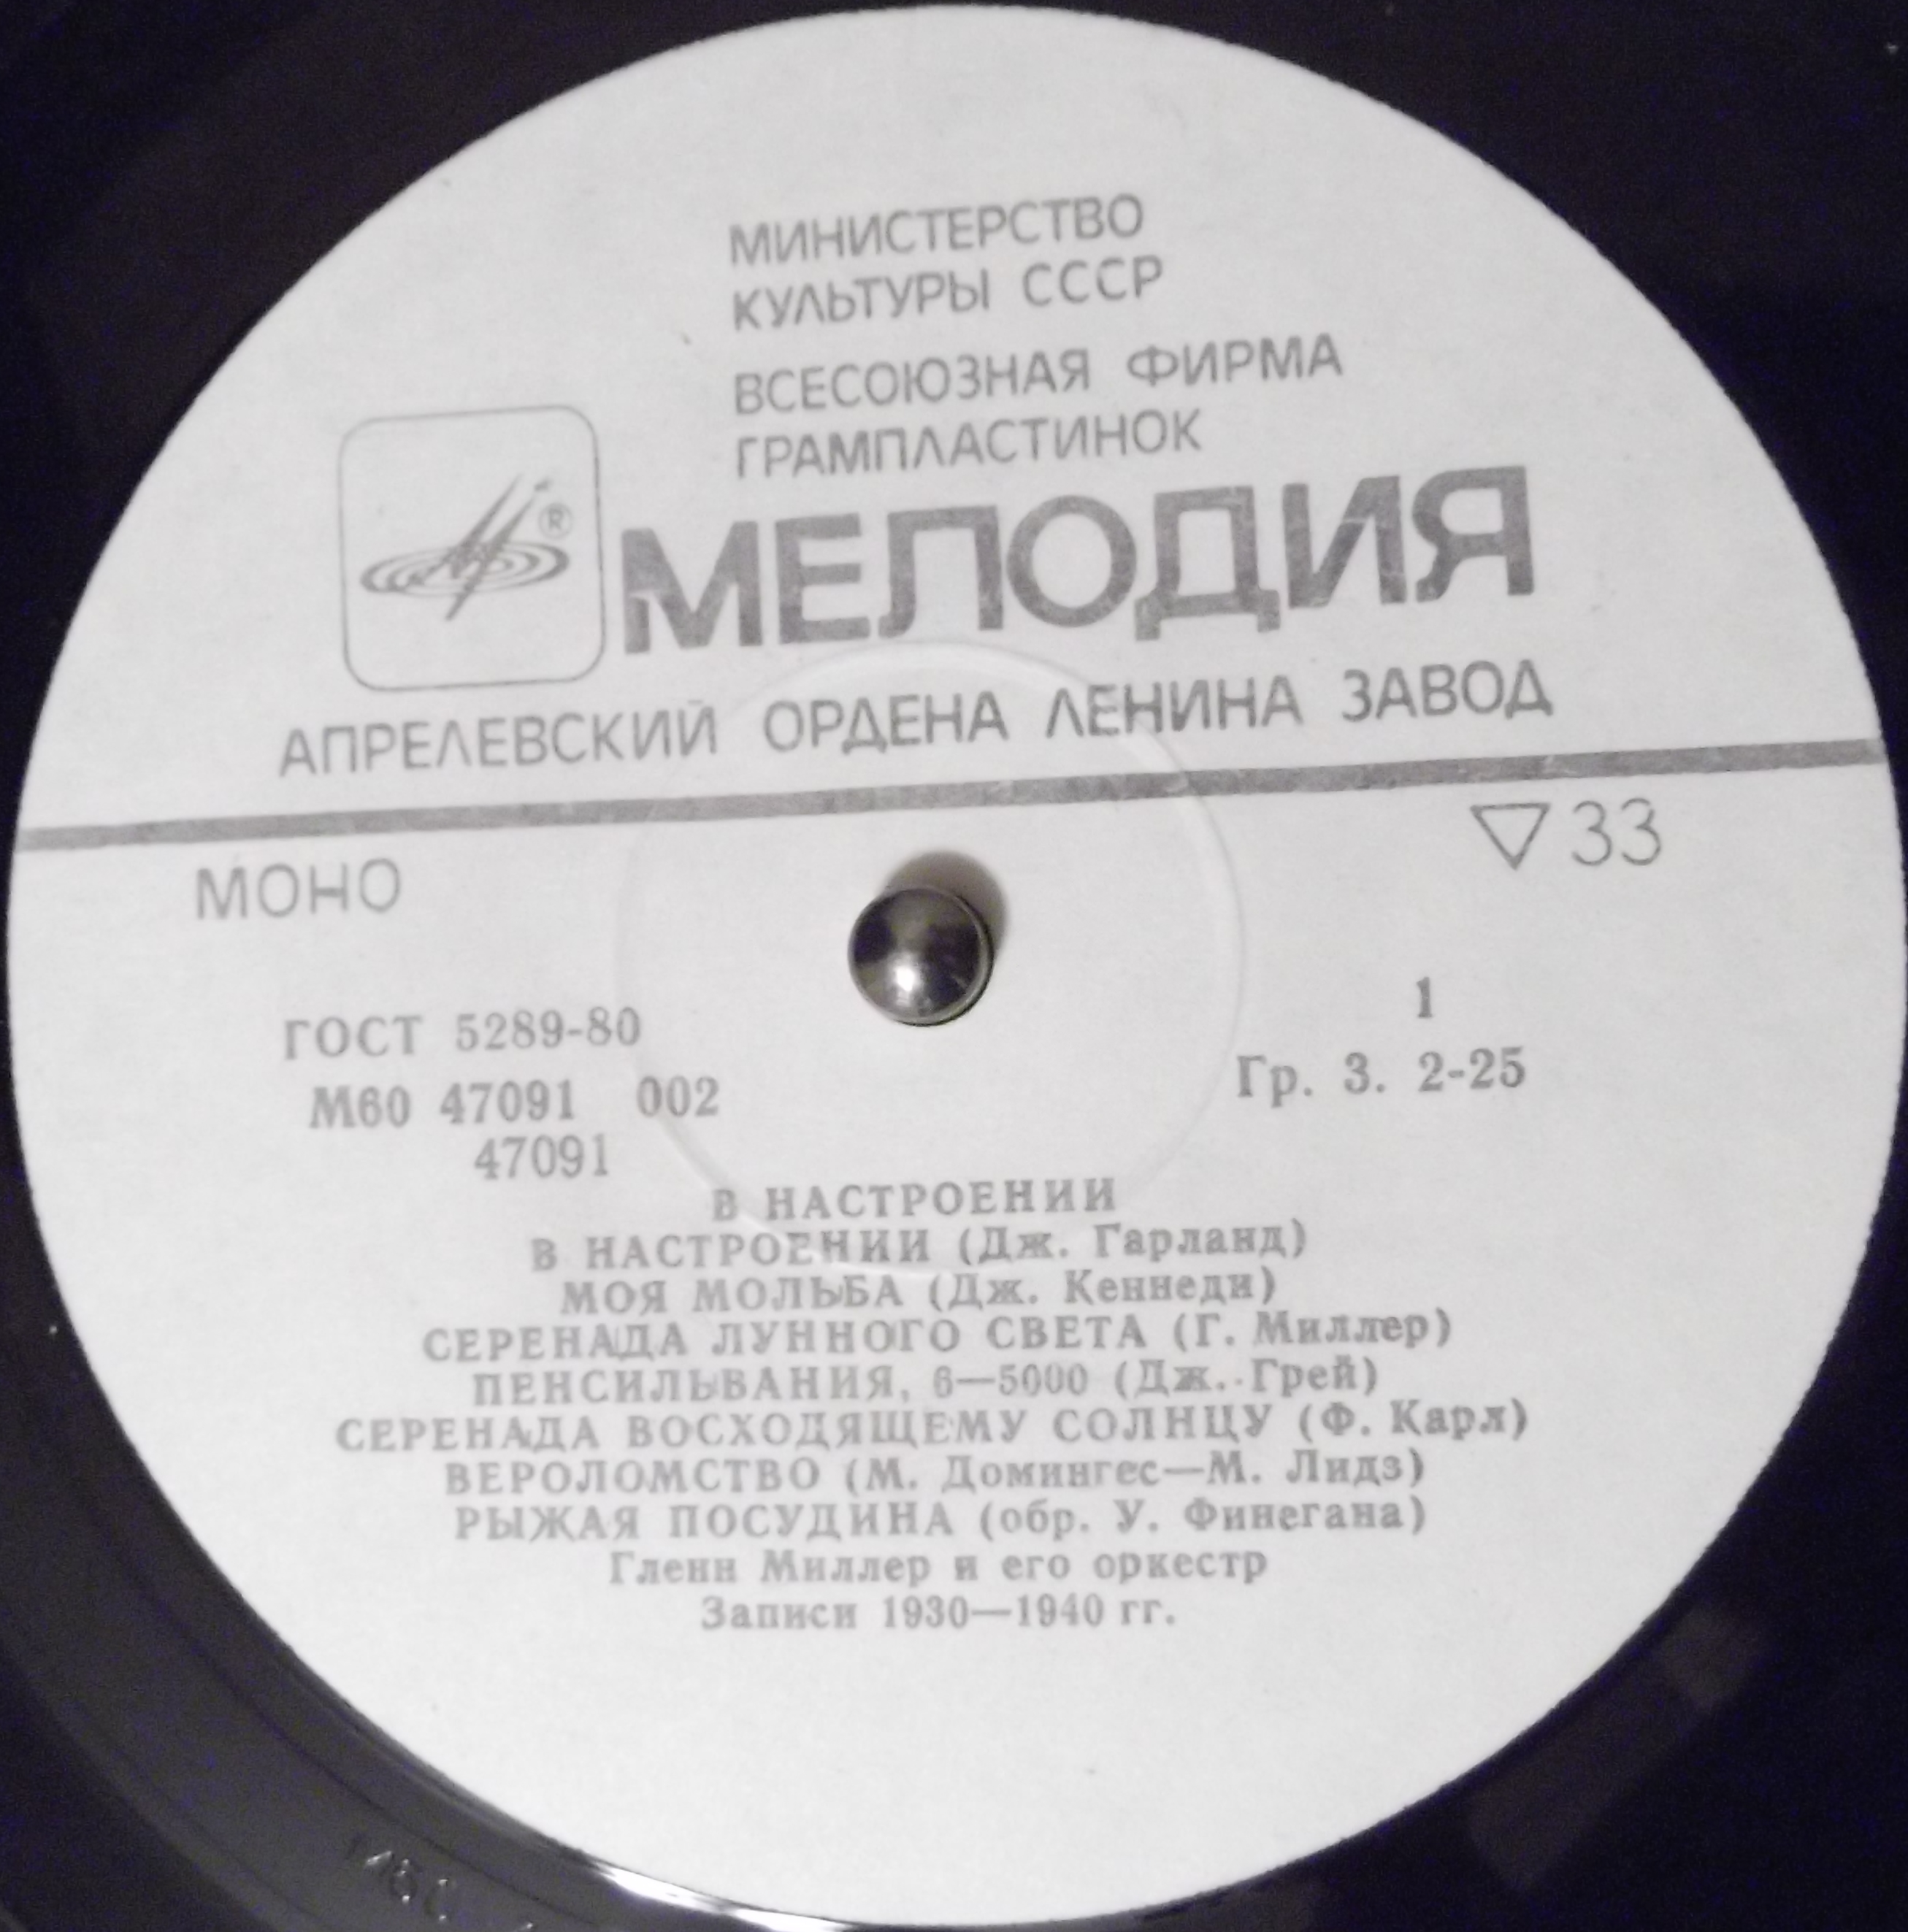 МИНИСТЕРСТВО
КУЛЬТУРЫ СССР
ВСЕСОЮЗНАЯ ФИРМА
ГРАМПЛАСТИНОК
®
МЕЛОДИЯ
АПРЕЛЕВСКИЙ ОРДЕНА ЛЕНИНА ЗАВОД
МОНО
▽ 33
ГОСТ 5289-80
М60 47091 002
47091
1
Гр. 3. 2-25
В НАСТРОЕНИИ
В НАСТРОЕНИИ (Дж. Гарланд)
МОЯ МОЛЬБА (Дж. Кеннеди)
СЕРЕНАДА ЛУННОГО СВЕТА (Г. Миллер)
ПЕНСИЛЬВАНИЯ, 6—5000 (Дж. Грей)
СЕРЕНАДА ВОСХОДЯЩЕМУ СОЛНЦУ (Ф. Карл)
ВЕРОЛОМСТВО (М. Домингес—М. Лидз)
РЫЖАЯ ПОСУДИНА (обр. У. Финегана)
Гленн Миллер и его оркестр
Записи 1930—1940 гг.